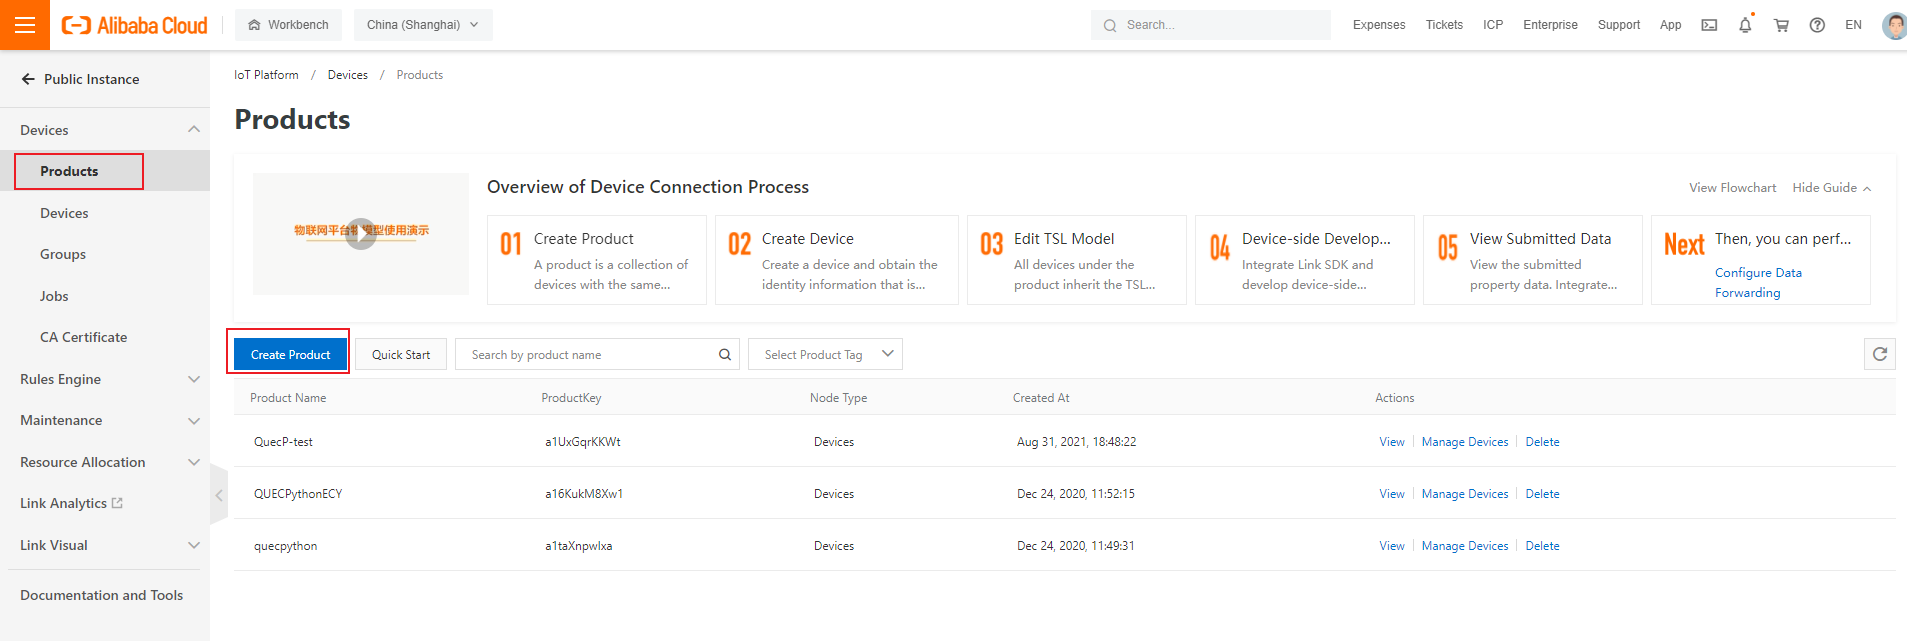 Alibaba Cloud
Workbench
China (Shanghai)
Search...
Expenses
Tickets
ICP
Enterprise
Support
App
EN
Public Instance
Devices
Products
Devices
Groups
Jobs
CA Certificate
Rules Engine
Maintenance
Resource Allocation
Link Analytics
Link Visual
Documentation and Tools
IoT Platform / Devices / Products
Products
物联网平台物模型使用演示
Overview of Device Connection Process
View Flowchart
Hide Guide
01 Create Product
A product is a collection of
devices with the same...
02 Create Device
Create a device and obtain the
identity information that is...
03 Edit TSL Model
All devices under the
product inherit the TSL...
04 Device-side Develop...
Integrate Link SDK and
develop device-side...
05 View Submitted Data
View the submitted
property data. Integrate...
Next Then, you can perf...
Configure Data
Forwarding
Create Product
Quick Start
Search by product name
Select Product Tag
Product Name ProductKey Node Type Created At Actions
QuecP-test a1UxGqrKKWt Devices Aug 31, 2021, 18:48:22 View Manage Devices Delete
QUECPythonECY a16KukM8Xw1 Devices Dec 24, 2020, 11:52:15 View Manage Devices Delete
quecpython a1taXnpwIxa Devices Dec 24, 2020, 11:49:31 View Manage Devices Delete